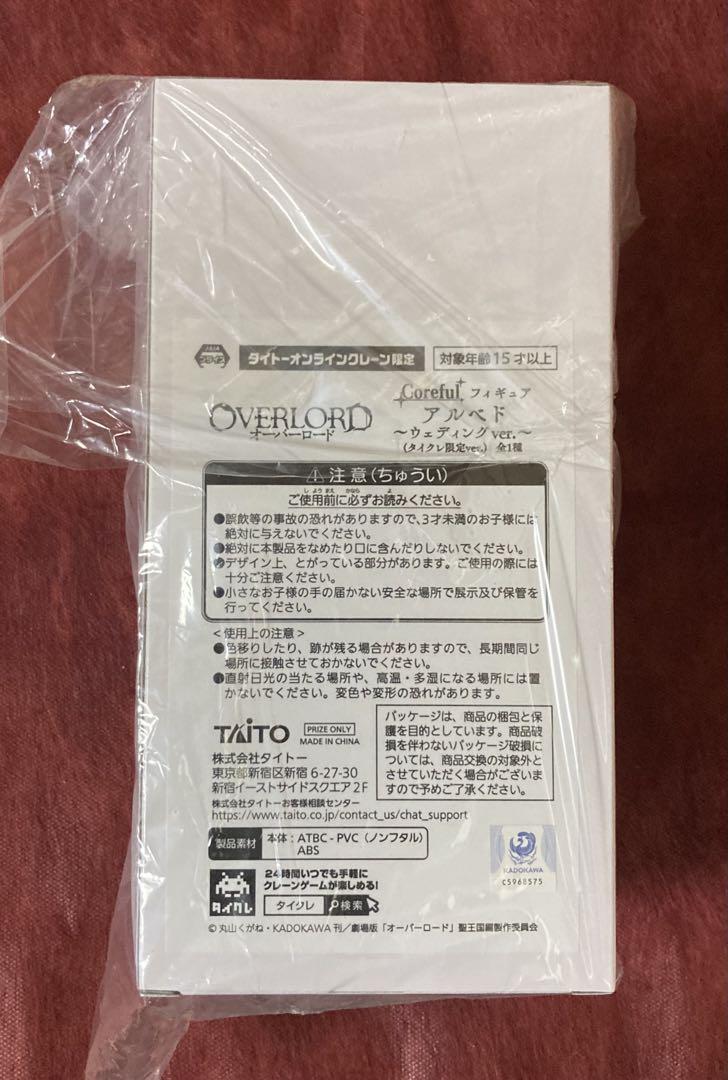 JAIA
プライズ
タイトーオンラインクレーン限定
対象年齢15才以上
OVERLORD
オーバーロード
Coreful フィギュア
アルベド
～ウェディングver.～
(タイクレ限定ver.) 全1種
⚠注意(ちゅうい)
ご使用前に必ずお読みください。
●誤飲等の事故の恐れがありますので、3才未満のお子様には
絶対に与えないでください。
●絶対に本製品をなめたり口に含んだりしないでください。
●デザイン上、とがっている部分があります。ご使用の際には
十分ご注意ください。
●小さなお子様の手の届かない安全な場所で展示及び保管を
行ってください。
＜使用上の注意＞
●色移りしたり、跡が残る場合がありますので、長期間同じ
場所に接触させておかないでください。
●直射日光の当たる場所や、高温・多湿になる場所には置
かないでください。変色や変形の恐れがあります。
TAITO
PRIZE ONLY
MADE IN CHINA
株式会社タイトー
東京都新宿区新宿 6-27-30
新宿イーストサイドスクエア2F
株式会社タイトーお客様相談センター
https://www.taito.co.jp/contact_us/chat_support
パッケージは、商品の梱包と保
護を目的としています。商品破
損を伴わないパッケージ破損に
ついては、商品交換の対象外と
させていただく場合がございま
すので予めご了承ください。
製品素材
本体：ATBC-PVC（ノンフタル）
ABS
タイクレ
24時間いつでも手軽に
クレーンゲームが楽しめる!
タイクレ 検索
KADOKAWA
C5968575
©丸山くがね・KADOKAWA刊／劇場版「オーバーロード」聖王国編製作委員会